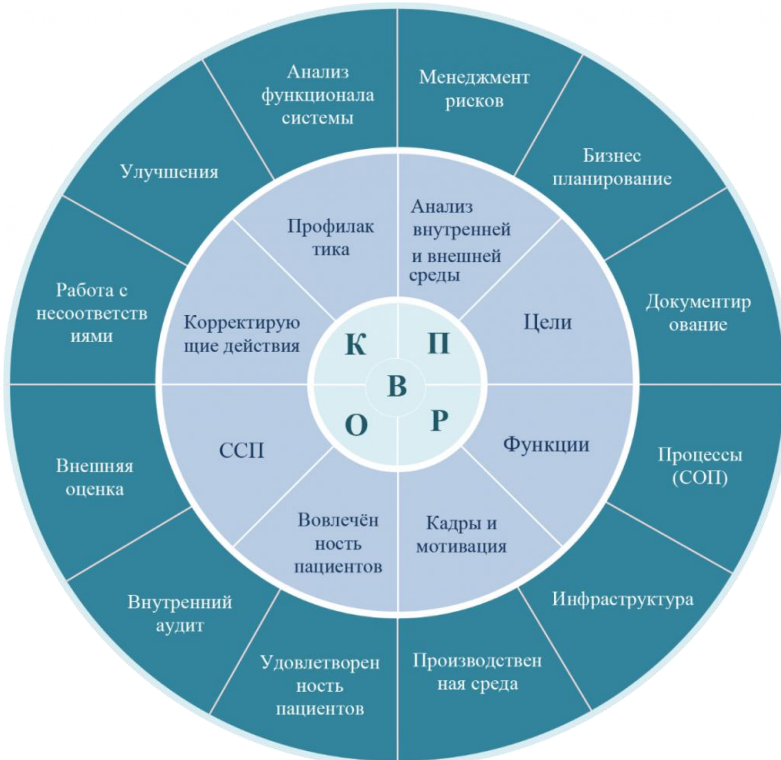 Анализ
функционала
системы
Менеджмент
рисков
Бизнес
планирование
Документир
ование
Процессы
(СОП)
Инфраструктура
Производствен
ная среда
Удовлетворен
ность
пациентов
Внутренний
аудит
Внешняя
оценка
Работа с
несоответств
иями
Улучшения
Профилак
тика
Анализ
внутренней
и внешней
среды
Цели
Функции
Кадры и
мотивация
Вовлечён
ность
пациентов
ССП
Корректирую
щие действия
К
П
В
О
Р